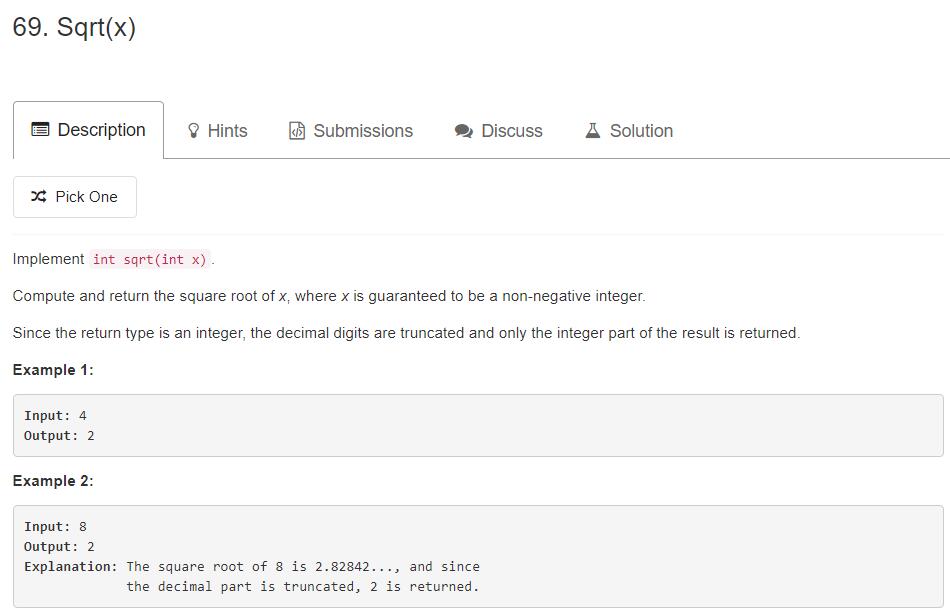 69. Sqrt(x)
Description Hints Submissions Discuss Solution
Pick One
Implement int sqrt(int x).
Compute and return the square root of x, where x is guaranteed to be a non-negative integer.
Since the return type is an integer, the decimal digits are truncated and only the integer part of the result is returned.
Example 1:
Input: 4
Output: 2
Example 2:
Input: 8
Output: 2
Explanation: The square root of 8 is 2.82842..., and since
the decimal part is truncated, 2 is returned.